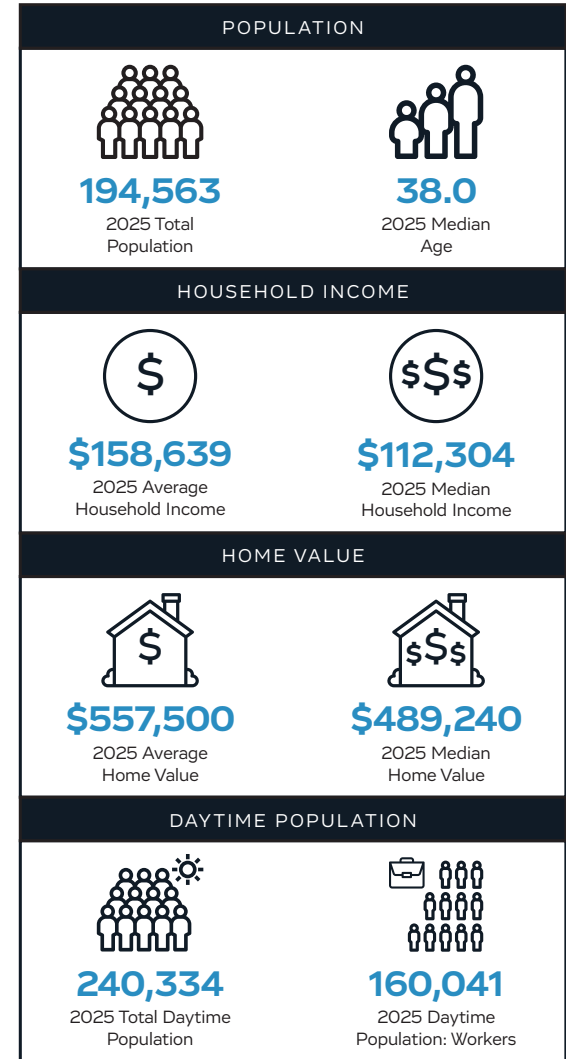 POPULATION
194,563
2025 Total
Population
38.0
2025 Median
Age
HOUSEHOLD INCOME
$
$158,639
2025 Average
Household Income
$$$
$112,304
2025 Median
Household Income
HOME VALUE
$
$557,500
2025 Average
Home Value
$$$
$489,240
2025 Median
Home Value
DAYTIME POPULATION
240,334
2025 Total Daytime
Population
160,041
2025 Daytime
Population: Workers